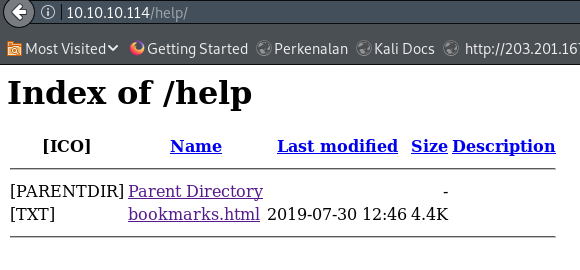 10.10.10.114/help/
Most Visited Getting Started Perkenalan Kali Docs http://203.201.167
Index of /help
[ICO] Name Last modified Size Description
[PARENTDIR] Parent Directory -
[TXT] bookmarks.html 2019-07-30 12:46 4.4K